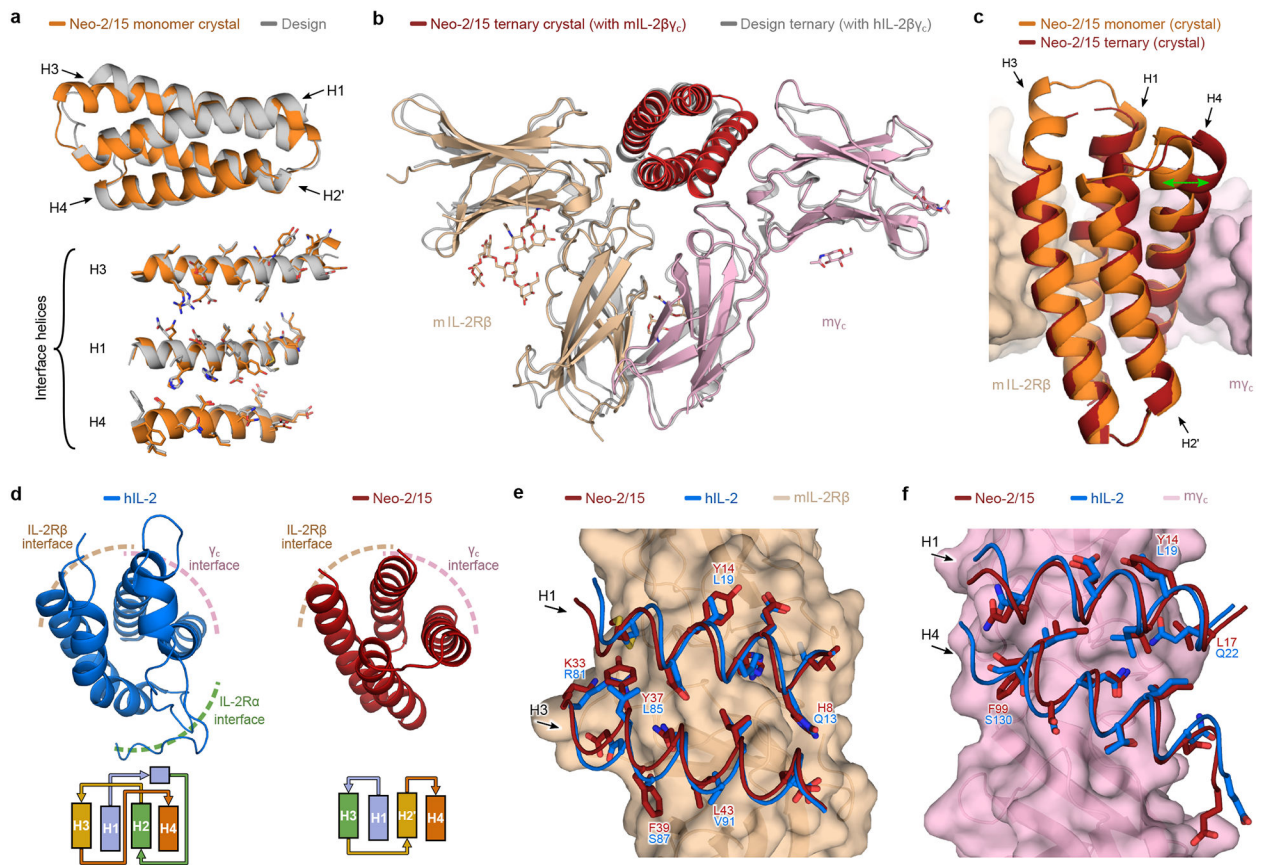 a
Neo-2/15 monomer crystal
Design
H3
H1
H4
H2'
Interface helices
H3
H1
H4
b
Neo-2/15 ternary crystal (with mIL-2βγc)
Design ternary (with hIL-2βγc)
m IL-2Rβ
mγc
c
Neo-2/15 monomer (crystal)
Neo-2/15 ternary (crystal)
H3
H1
H4
m IL-2Rβ
mγc
H2'
d
hIL-2
Neo-2/15
IL-2Rβ
interface
γc
interface
IL-2Rα
interface
IL-2Rβ
interface
γc
interface
H3
H1
H2
H4
H3
H1
H2'
H4
e
Neo-2/15
hIL-2
mIL-2Rβ
H1
Y14
L19
K33
R81
Y37
L85
H3
H8
Q13
F39
S87
L43
V91
f
Neo-2/15
hIL-2
mγc
H1
Y14
L19
H4
L17
Q22
F99
S130